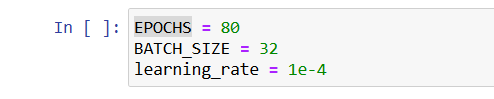 In [ ]: EPOCHS = 80
BATCH_SIZE = 32
learning_rate = 1e-4